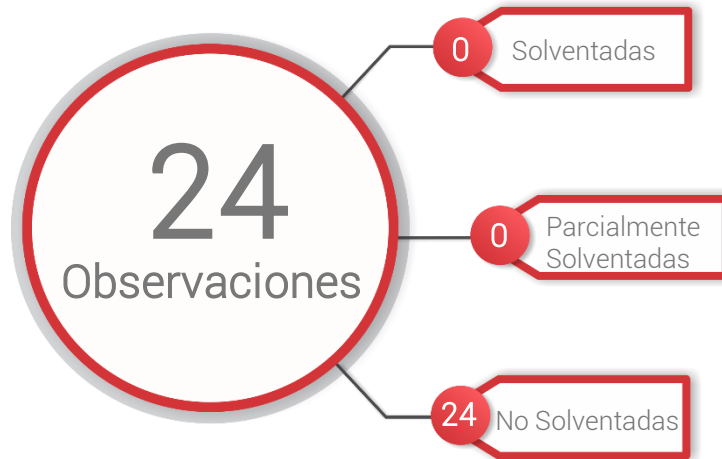 24
Observaciones
0
Solventadas
0
Parcialmente
Solventadas
24
No Solventadas